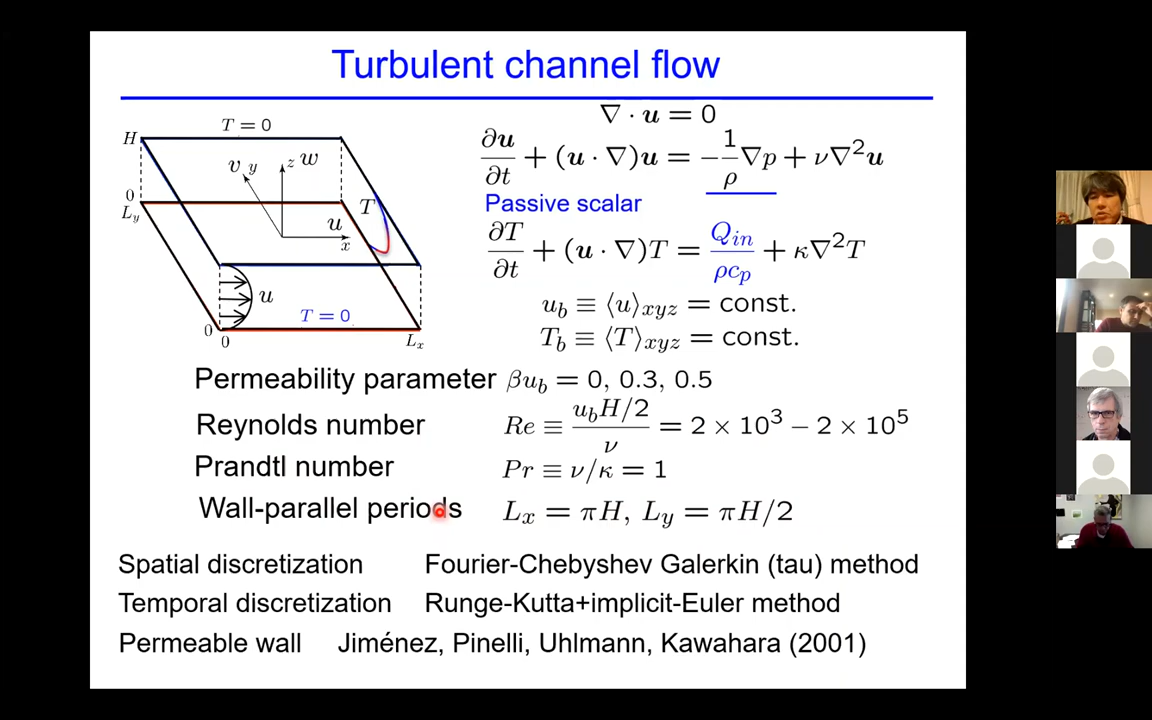 Turbulent channel flow
∇ · u = 0
∂u/∂t + (u · ∇)u = −1/ρ ∇p + ν∇²u
Passive scalar
∂T/∂t + (u · ∇)T = Q_in/ρc_p + κ∇²T
u_b ≡ ⟨u⟩_xyz = const.
T_b ≡ ⟨T⟩_xyz = const.
T = 0
H
v y
z w
0
L_y
T
u
x
u
T = 0
0
0
L_x
Permeability parameter βu_b = 0, 0.3, 0.5
Reynolds number Re ≡ u_bH/2 / ν = 2 × 10³ − 2 × 10⁵
Prandtl number Pr ≡ ν/κ = 1
Wall-parallel periods L_x = πH, L_y = πH/2
Spatial discretization Fourier-Chebyshev Galerkin (tau) method
Temporal discretization Runge-Kutta+implicit-Euler method
Permeable wall Jiménez, Pinelli, Uhlmann, Kawahara (2001)